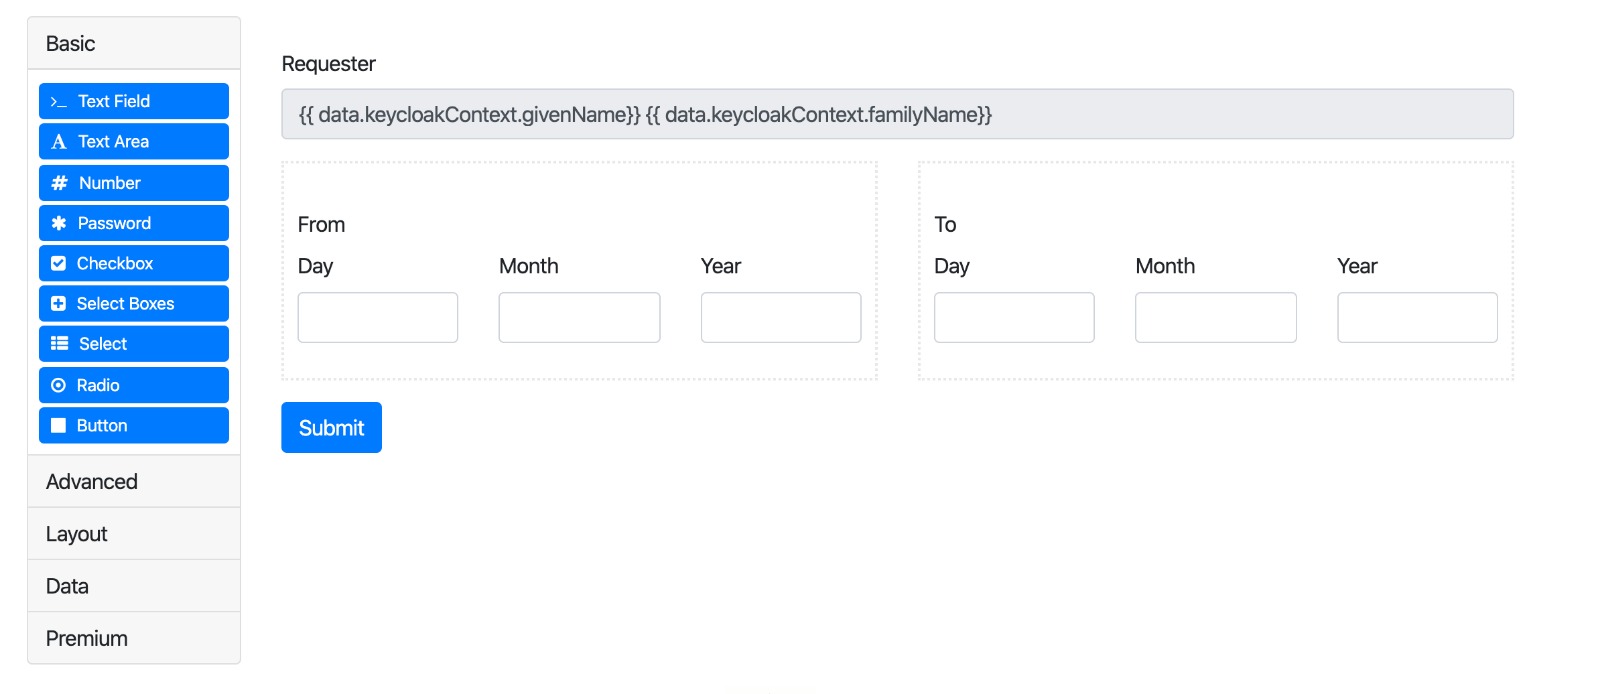 Basic
Text Field
Text Area
Number
Password
Checkbox
Select Boxes
Select
Radio
Button
Advanced
Layout
Data
Premium
Requester
{{ data.keycloakContext.givenName}} {{ data.keycloakContext.familyName}}
From
Day Month Year
To
Day Month Year
Submit